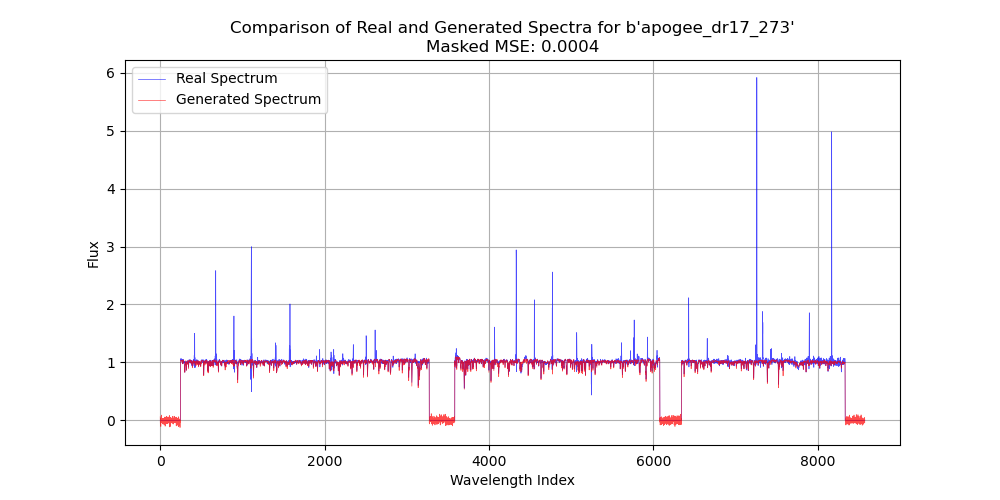 Comparison of Real and Generated Spectra for b'apogee_dr17_273'
Masked MSE: 0.0004
Real Spectrum
Generated Spectrum
6
5
4
3
2
1
0
Flux
0 2000 4000 6000 8000
Wavelength Index